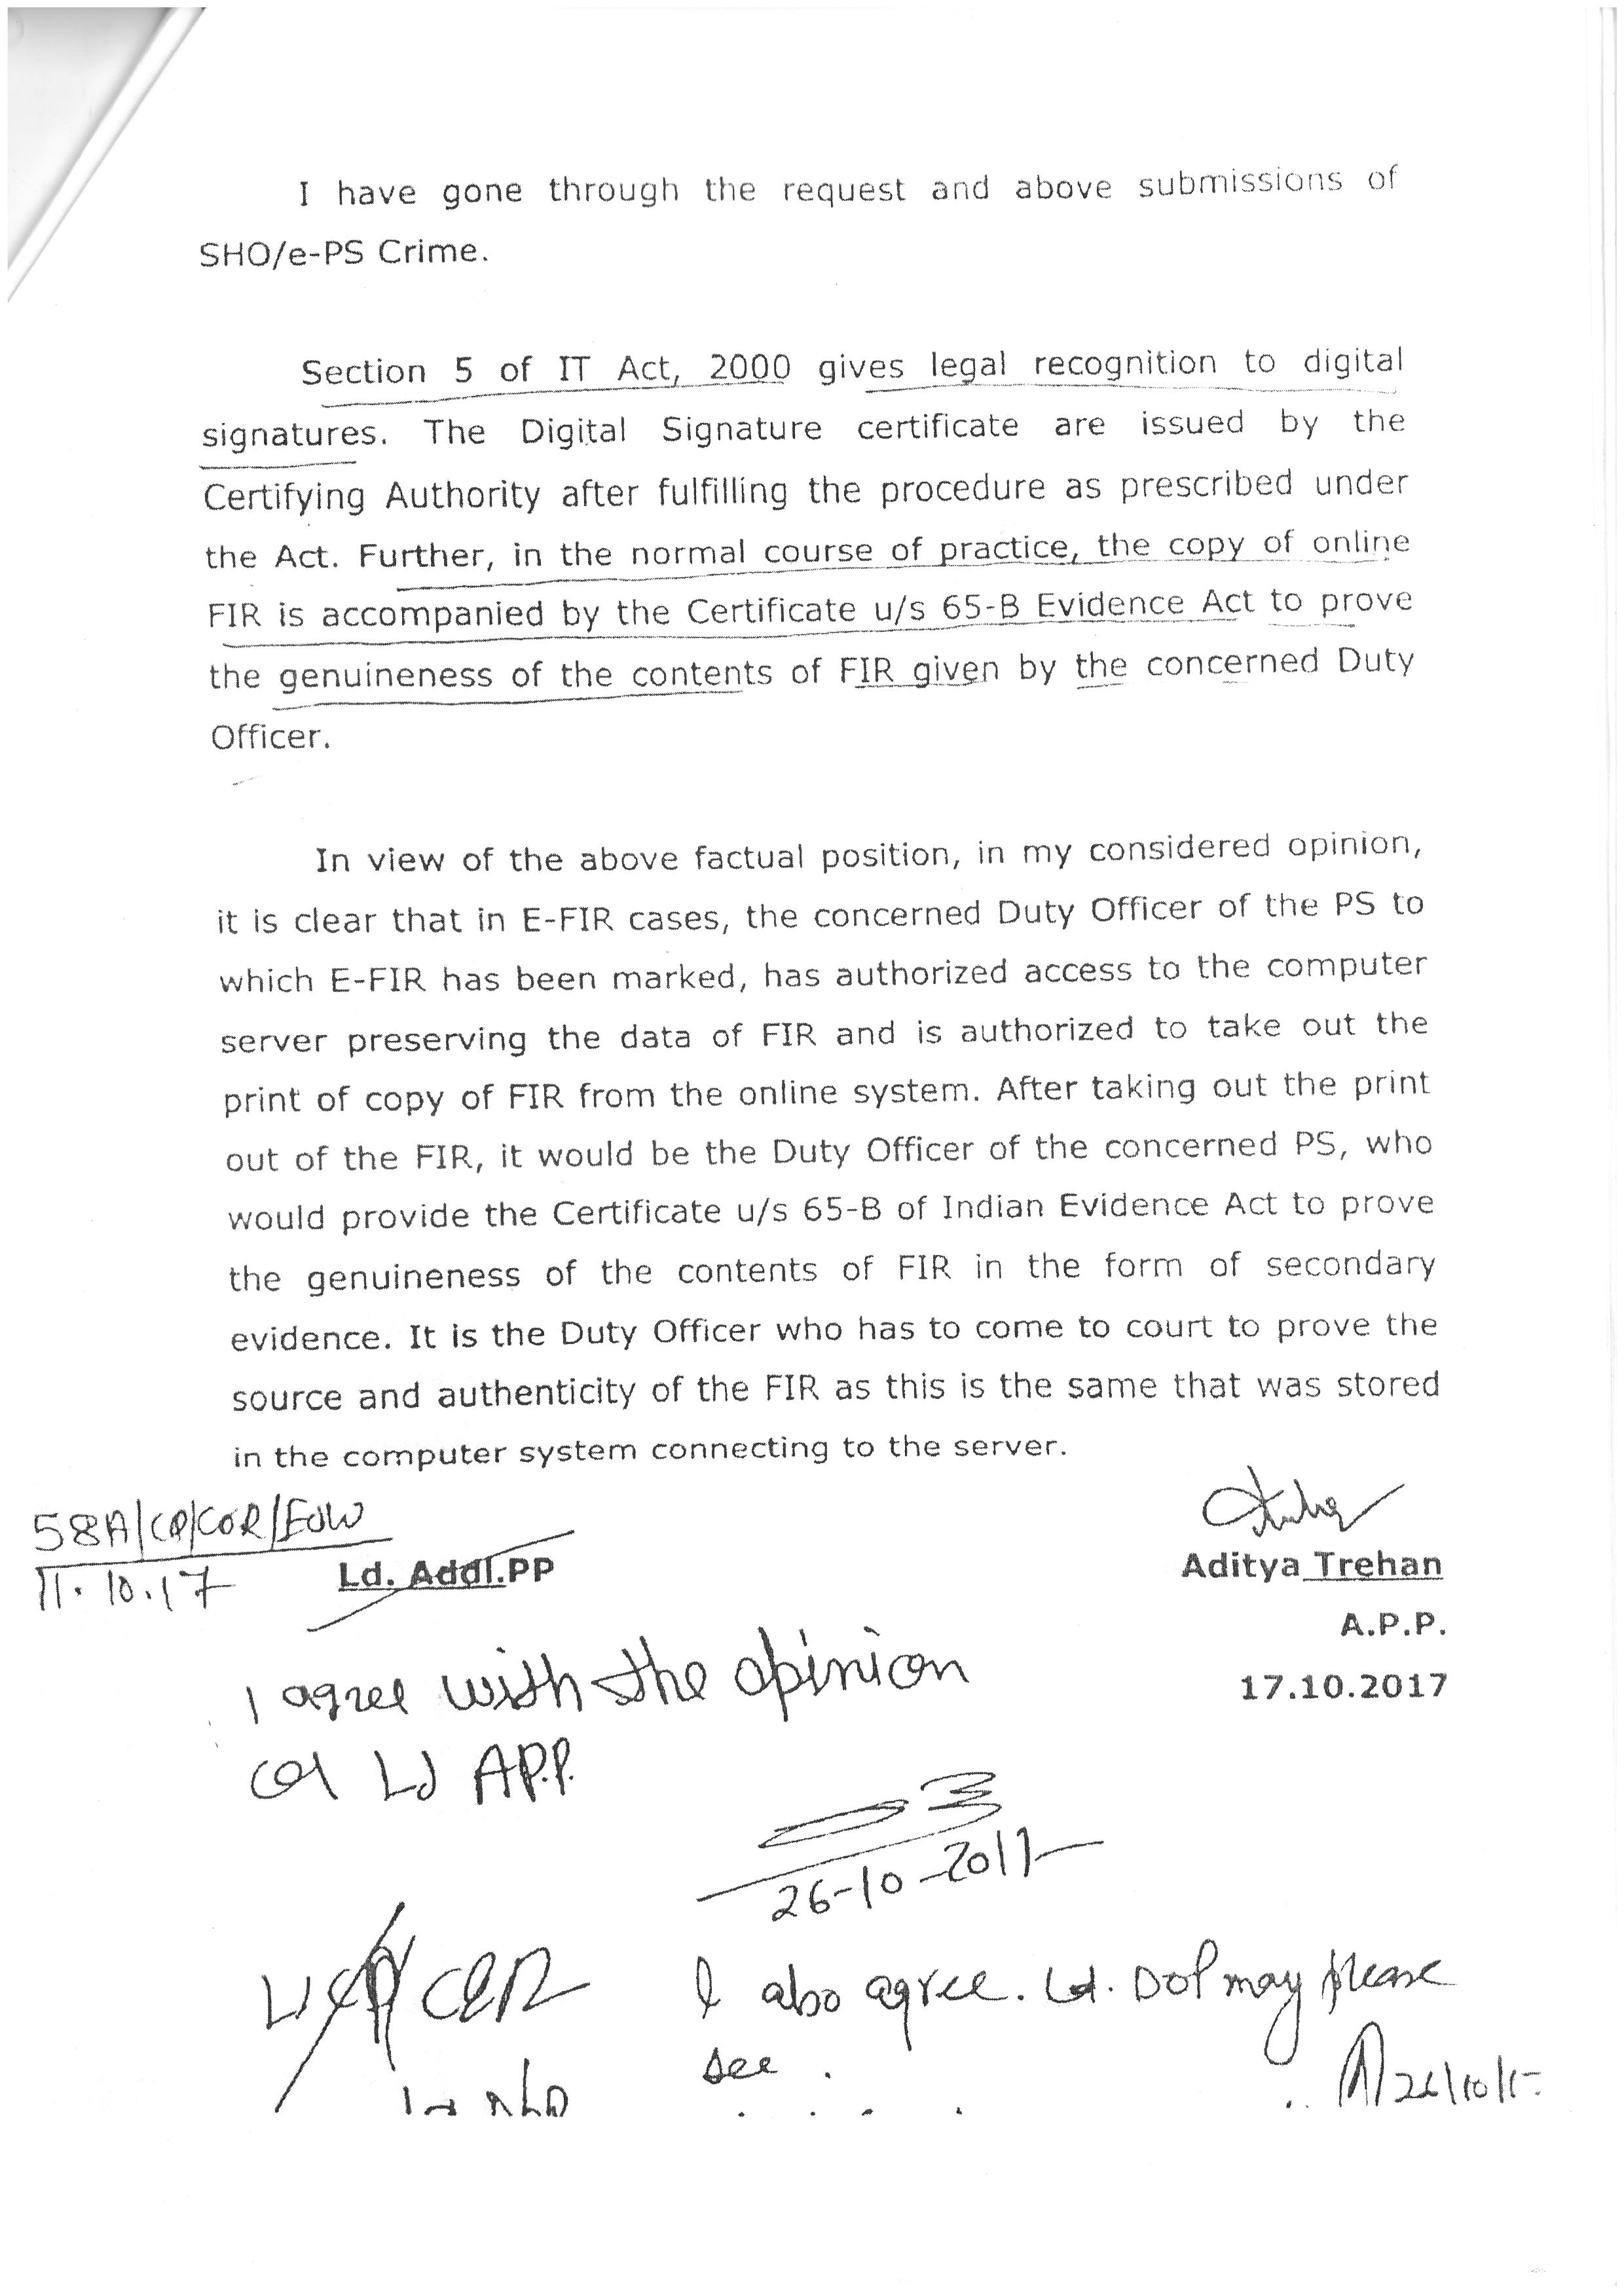 I have gone through the request and above submissions of
SHO/e-PS Crime.
Section 5 of IT Act, 2000 gives legal recognition to digital
signatures. The Digital Signature certificate are issued by the
Certifying Authority after fulfilling the procedure as prescribed under
the Act. Further, in the normal course of practice, the copy of online
FIR is accompanied by the Certificate u/s 65-B Evidence Act to prove
the genuineness of the contents of FIR given by the concerned Duty
Officer.
In view of the above factual position, in my considered opinion,
it is clear that in E-FIR cases, the concerned Duty Officer of the PS to
which E-FIR has been marked, has authorized access to the computer
server preserving the data of FIR and is authorized to take out the
print of copy of FIR from the online system. After taking out the print
out of the FIR, it would be the Duty Officer of the concerned PS, who
would provide the Certificate u/s 65-B of Indian Evidence Act to prove
the genuineness of the contents of FIR in the form of secondary
evidence. It is the Duty Officer who has to come to court to prove the
source and authenticity of the FIR as this is the same that was stored
in the computer system connecting to the server.
58A/CP/COR/EOW
11.10.17
Ld. Addl.PP
Aditya Trehan
A.P.P.
17.10.2017
I agree with the opinion
of Ld A.P.P.
26-10-2017
I also agree. Ld. DOP may please
see.
26/10/17